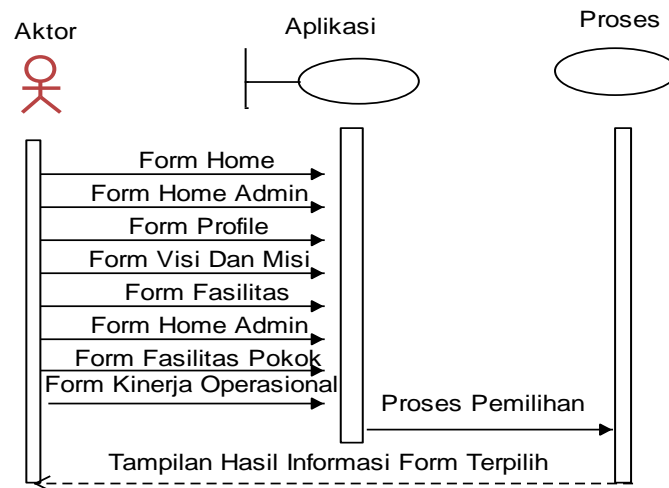 Aktor
Aplikasi
Proses
Form Home
Form Home Admin
Form Profile
Form Visi Dan Misi
Form Fasilitas
Form Home Admin
Form Fasilitas Pokok
Form Kinerja Operasional
Proses Pemilihan
Tampilan Hasil Informasi Form Terpilih